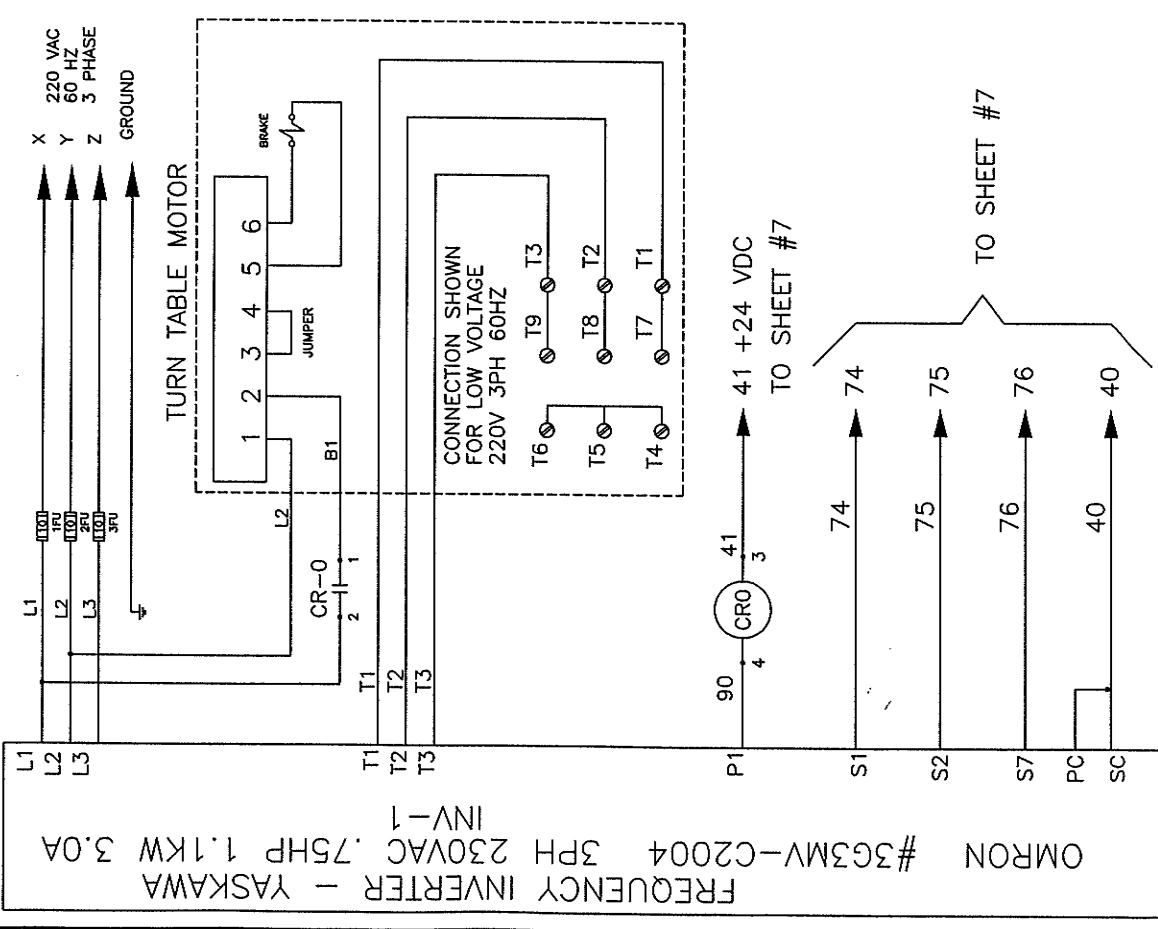 X
220 VAC
Y
60 HZ
Z
3 PHASE
GROUND
1FU
2FU
3FU
L1
L2
L3
TURN TABLE MOTOR
BRAKE
1 2 3 4 5 6
JUMPER
L2
B1
CR-0
2 1
CONNECTION SHOWN
FOR LOW VOLTAGE
220V 3PH 60HZ
T6 T9 T3
T5 T8 T2
T4 T7 T1
T1
T2
T3
90
4
CR0
3
41
41 +24 VDC
TO SHEET #7
74 74
75 75
76 76
40 40
TO SHEET #7
L1
L2
L3
T1
T2
T3
P1
S1
S2
S7
PC
SC
FREQUENCY INVERTER - YASKAWA
OMRON #3G3MV-C2004 3PH 230VAC .75HP 1.1KW 3.0A
INV-1